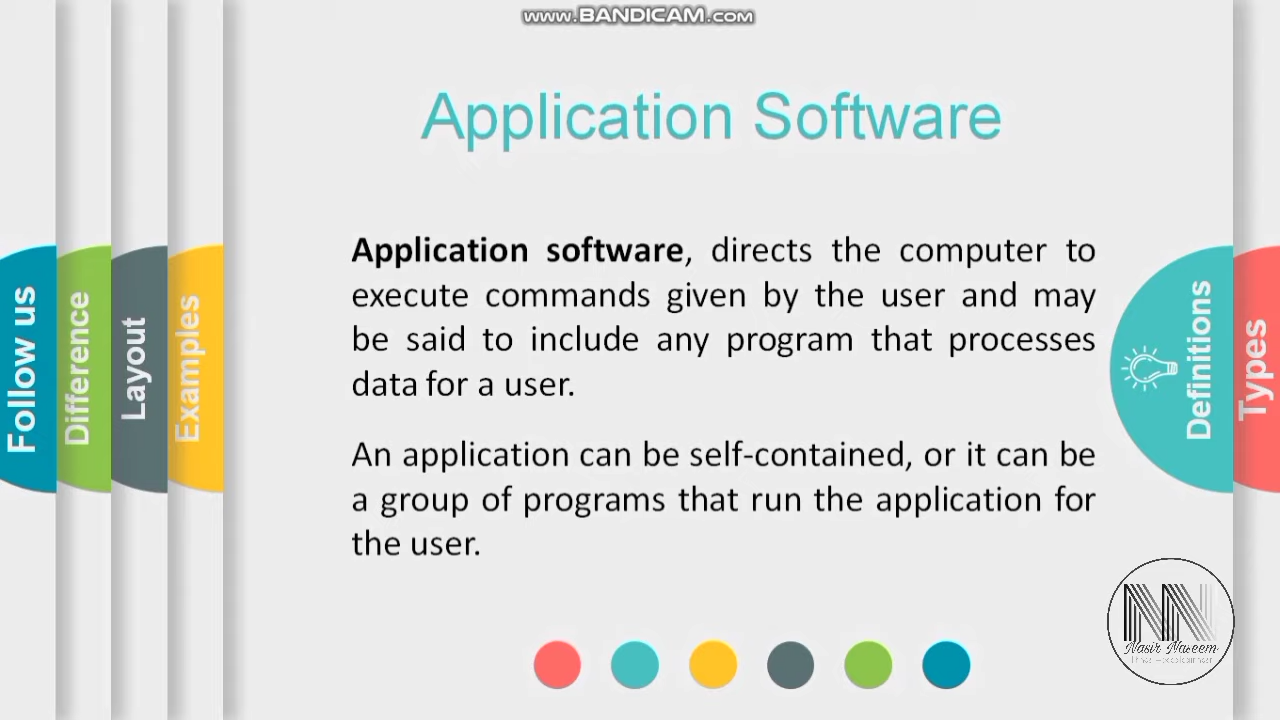 www.BANDICAM.com
Application Software
Application software, directs the computer to
execute commands given by the user and may
be said to include any program that processes
data for a user.
An application can be self-contained, or it can be
a group of programs that run the application for
the user.
Follow us
Difference
Layout
Examples
Definitions
Types
NN
Nasir Naseem